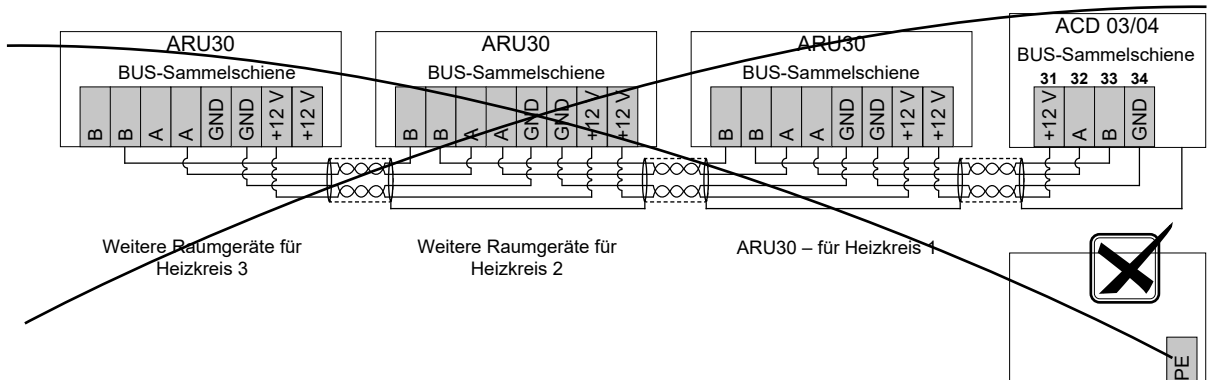 ARU30
BUS-Sammelschiene
B B A A GND GND +12 V +12 V
ARU30
BUS-Sammelschiene
B B A A GND GND +12 V +12 V
ARU30
BUS-Sammelschiene
B B A A GND GND +12 V +12 V
ACD 03/04
BUS-Sammelschiene
31 32 33 34
+12 V A B GND
Weitere Raumgeräte für
Heizkreis 3
Weitere Raumgeräte für
Heizkreis 2
ARU30 – für Heizkreis 1
PE